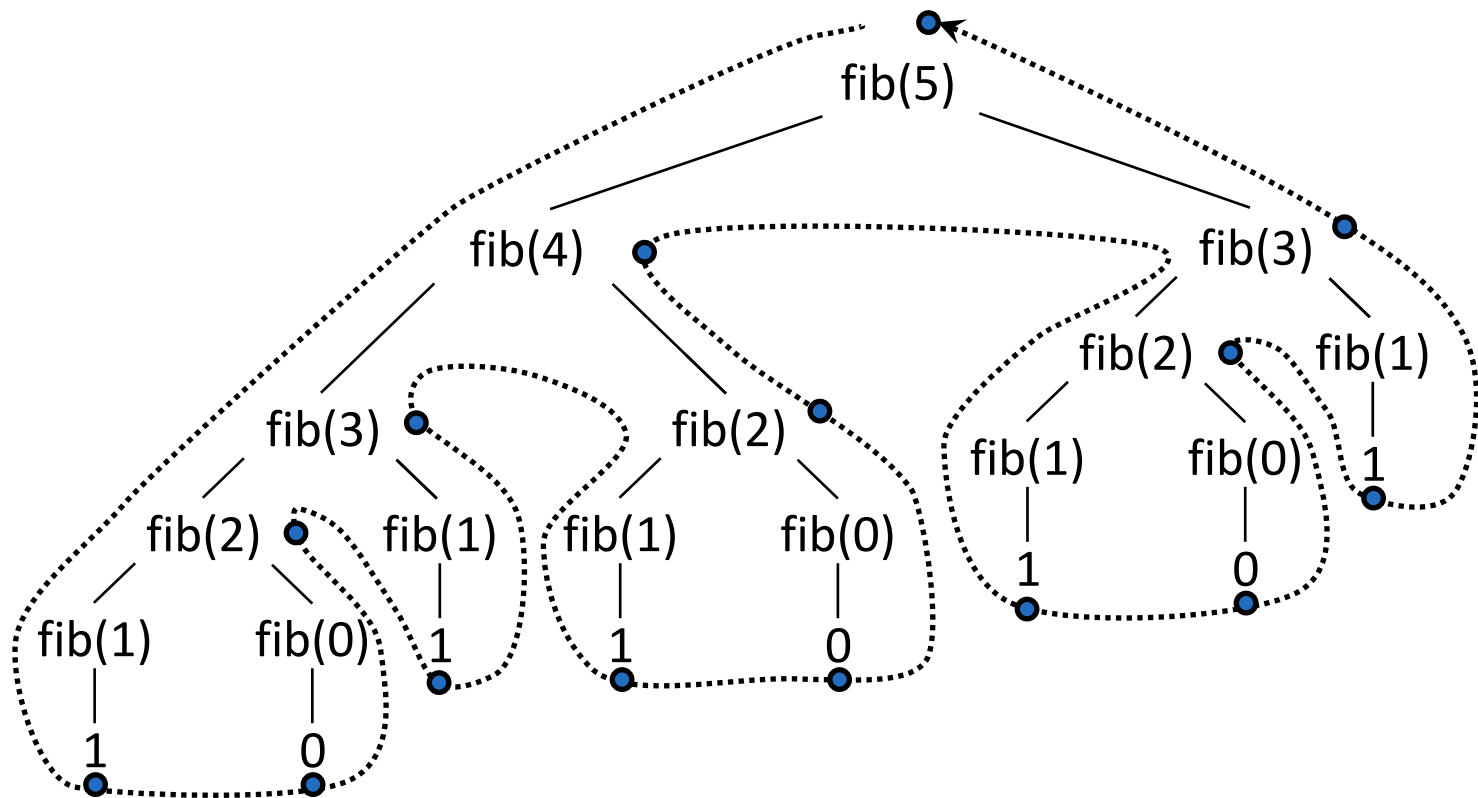 fib(5)
fib(4) fib(3)
fib(2) fib(1)
fib(3) fib(2) fib(1) fib(0) 1
fib(2) fib(1) fib(1) fib(0) 1 0
fib(1) fib(0) 1 1 0
1 0